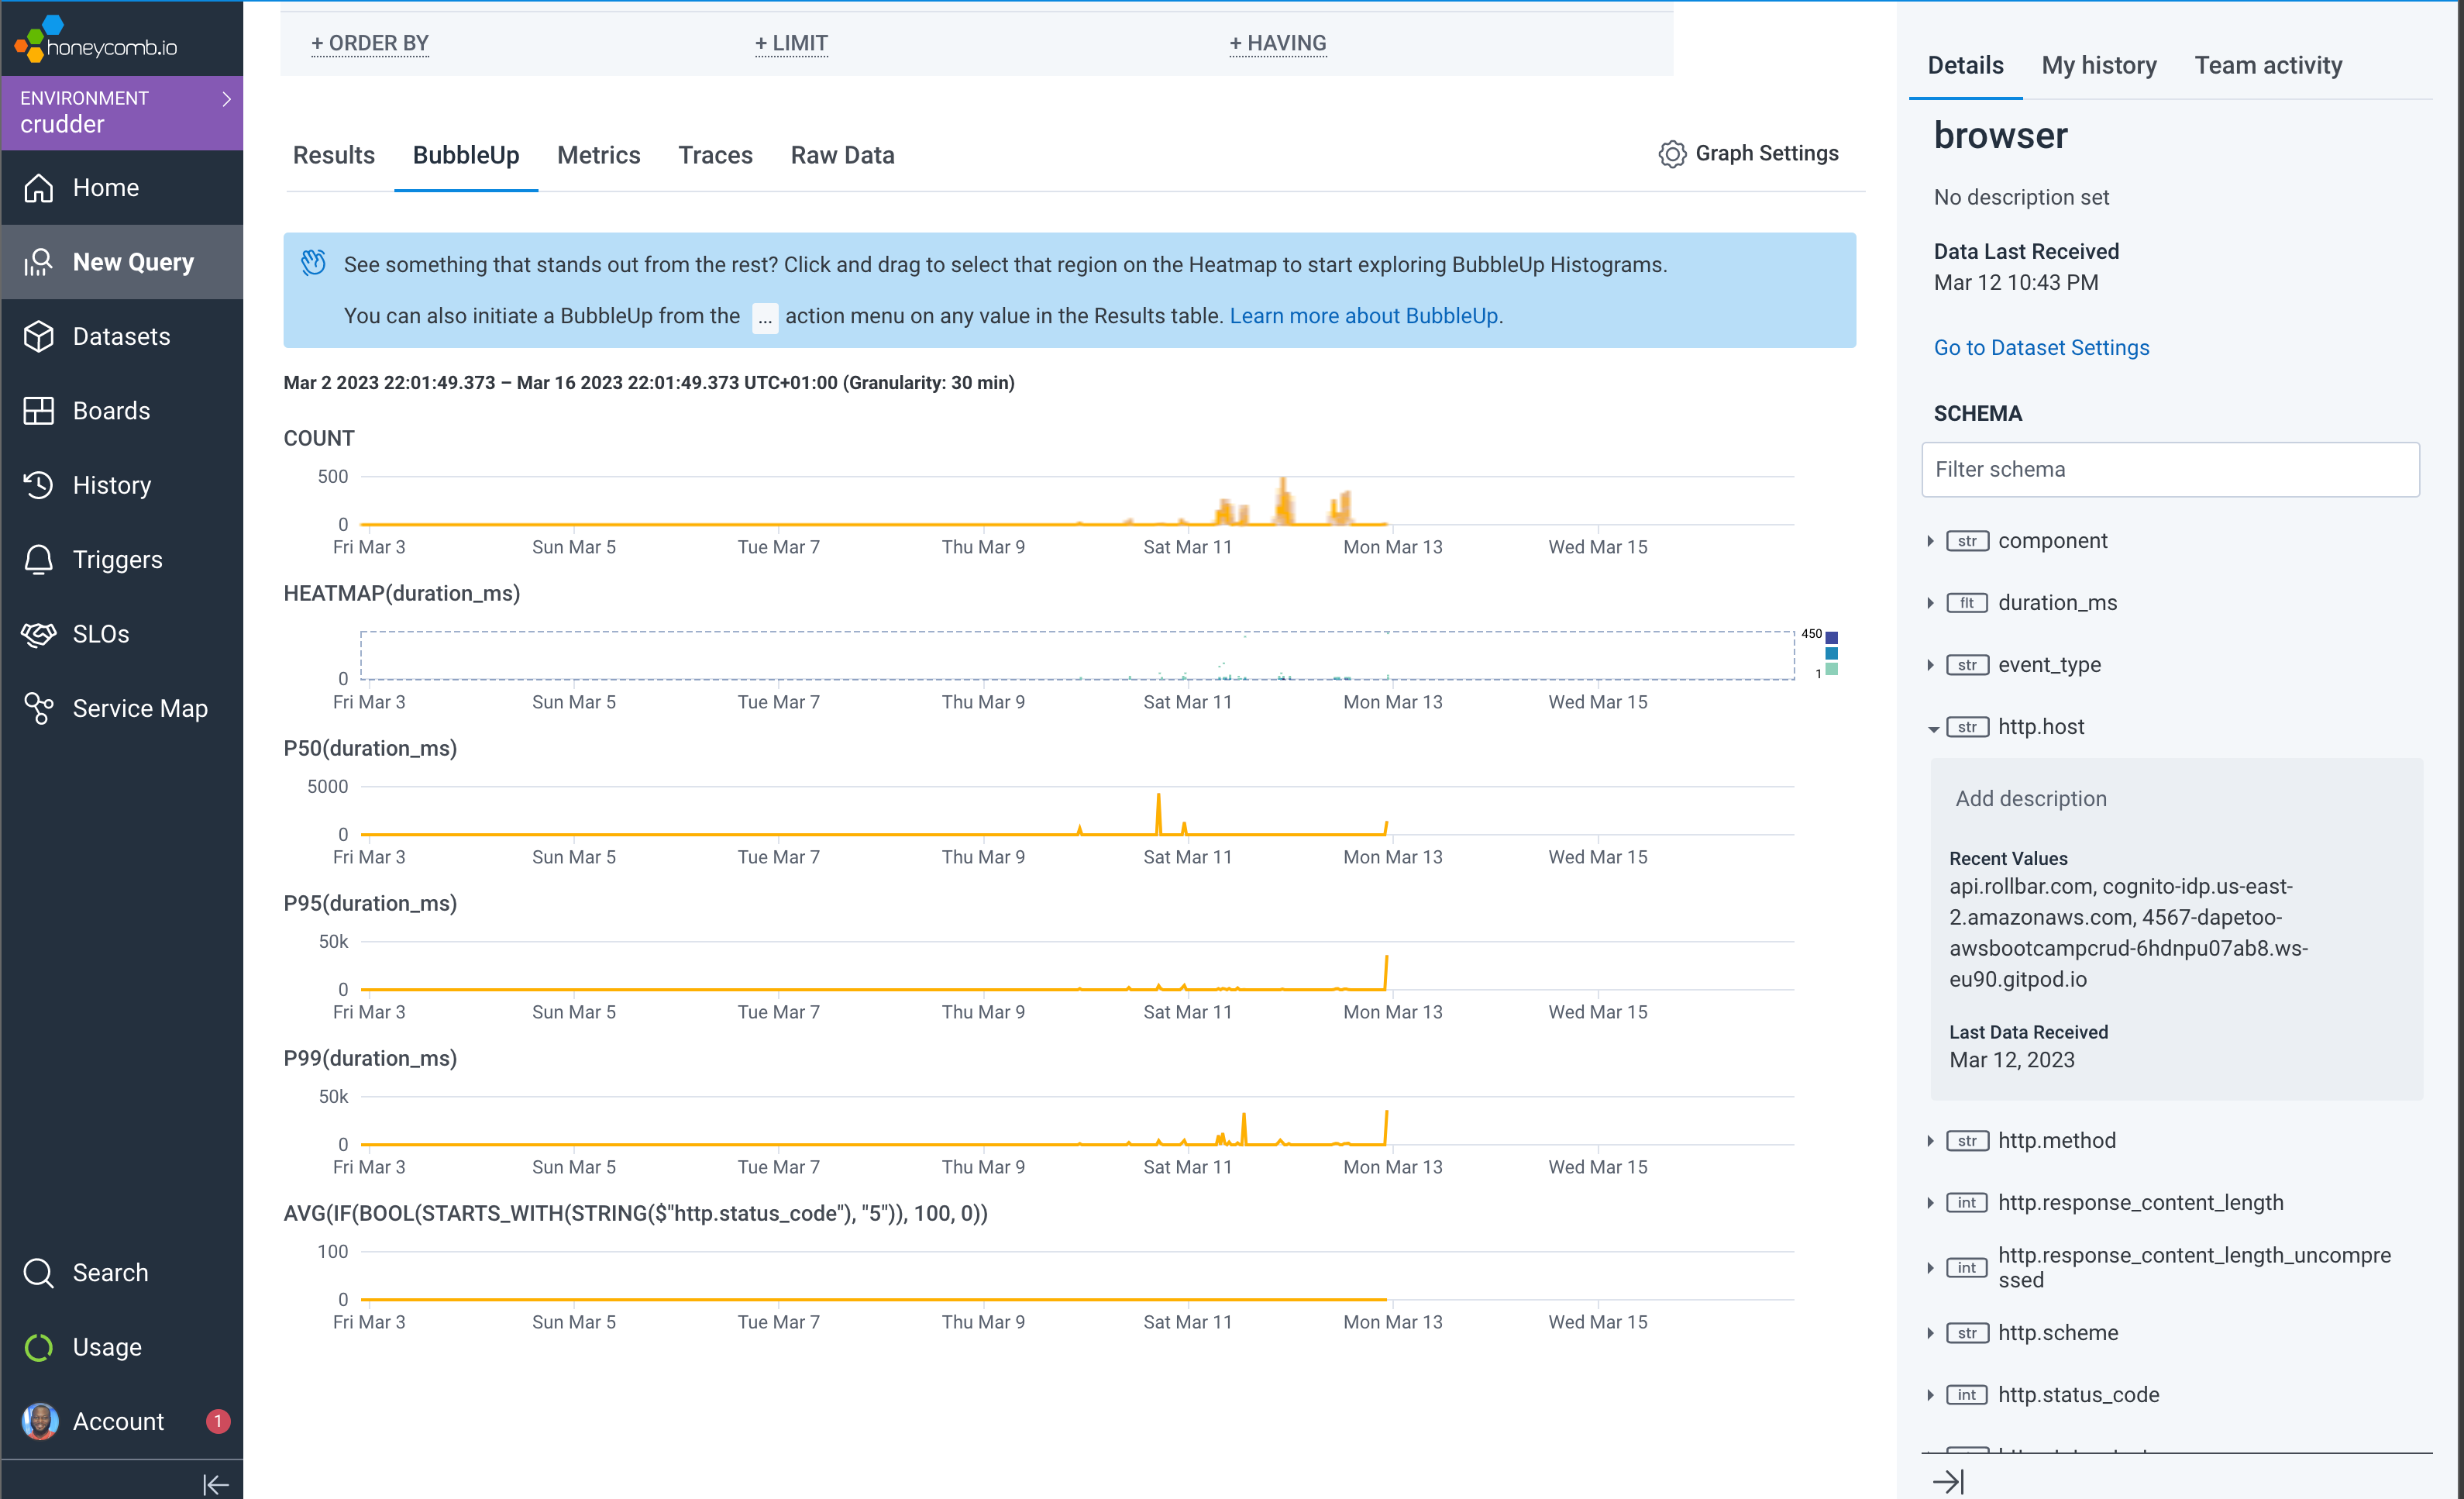 honeycomb.io
ENVIRONMENT
crudder
Home
New Query
Datasets
Boards
History
Triggers
SLOs
Service Map
Search
Usage
Account
1
+ ORDER BY
+ LIMIT
+ HAVING
Results
BubbleUp
Metrics
Traces
Raw Data
Graph Settings
See something that stands out from the rest? Click and drag to select that region on the Heatmap to start exploring BubbleUp Histograms.
You can also initiate a BubbleUp from the ... action menu on any value in the Results table. Learn more about BubbleUp.
Mar 2 2023 22:01:49.373 – Mar 16 2023 22:01:49.373 UTC+01:00 (Granularity: 30 min)
COUNT
500
0
Fri Mar 3 Sun Mar 5 Tue Mar 7 Thu Mar 9 Sat Mar 11 Mon Mar 13 Wed Mar 15
HEATMAP(duration_ms)
450
1
0
Fri Mar 3 Sun Mar 5 Tue Mar 7 Thu Mar 9 Sat Mar 11 Mon Mar 13 Wed Mar 15
P50(duration_ms)
5000
0
Fri Mar 3 Sun Mar 5 Tue Mar 7 Thu Mar 9 Sat Mar 11 Mon Mar 13 Wed Mar 15
P95(duration_ms)
50k
0
Fri Mar 3 Sun Mar 5 Tue Mar 7 Thu Mar 9 Sat Mar 11 Mon Mar 13 Wed Mar 15
P99(duration_ms)
50k
0
Fri Mar 3 Sun Mar 5 Tue Mar 7 Thu Mar 9 Sat Mar 11 Mon Mar 13 Wed Mar 15
AVG(IF(BOOL(STARTS_WITH(STRING($"http.status_code"), "5")), 100, 0))
100
0
Fri Mar 3 Sun Mar 5 Tue Mar 7 Thu Mar 9 Sat Mar 11 Mon Mar 13 Wed Mar 15
Details
My history
Team activity
browser
No description set
Data Last Received
Mar 12 10:43 PM
Go to Dataset Settings
SCHEMA
Filter schema
str component
flt duration_ms
str event_type
str http.host
Add description
Recent Values
api.rollbar.com, cognito-idp.us-east-
2.amazonaws.com, 4567-dapetoo-
awsbootcampcrud-6hdnpu07ab8.ws-
eu90.gitpod.io
Last Data Received
Mar 12, 2023
str http.method
int http.response_content_length
int http.response_content_length_uncompre
ssed
str http.scheme
int http.status_code